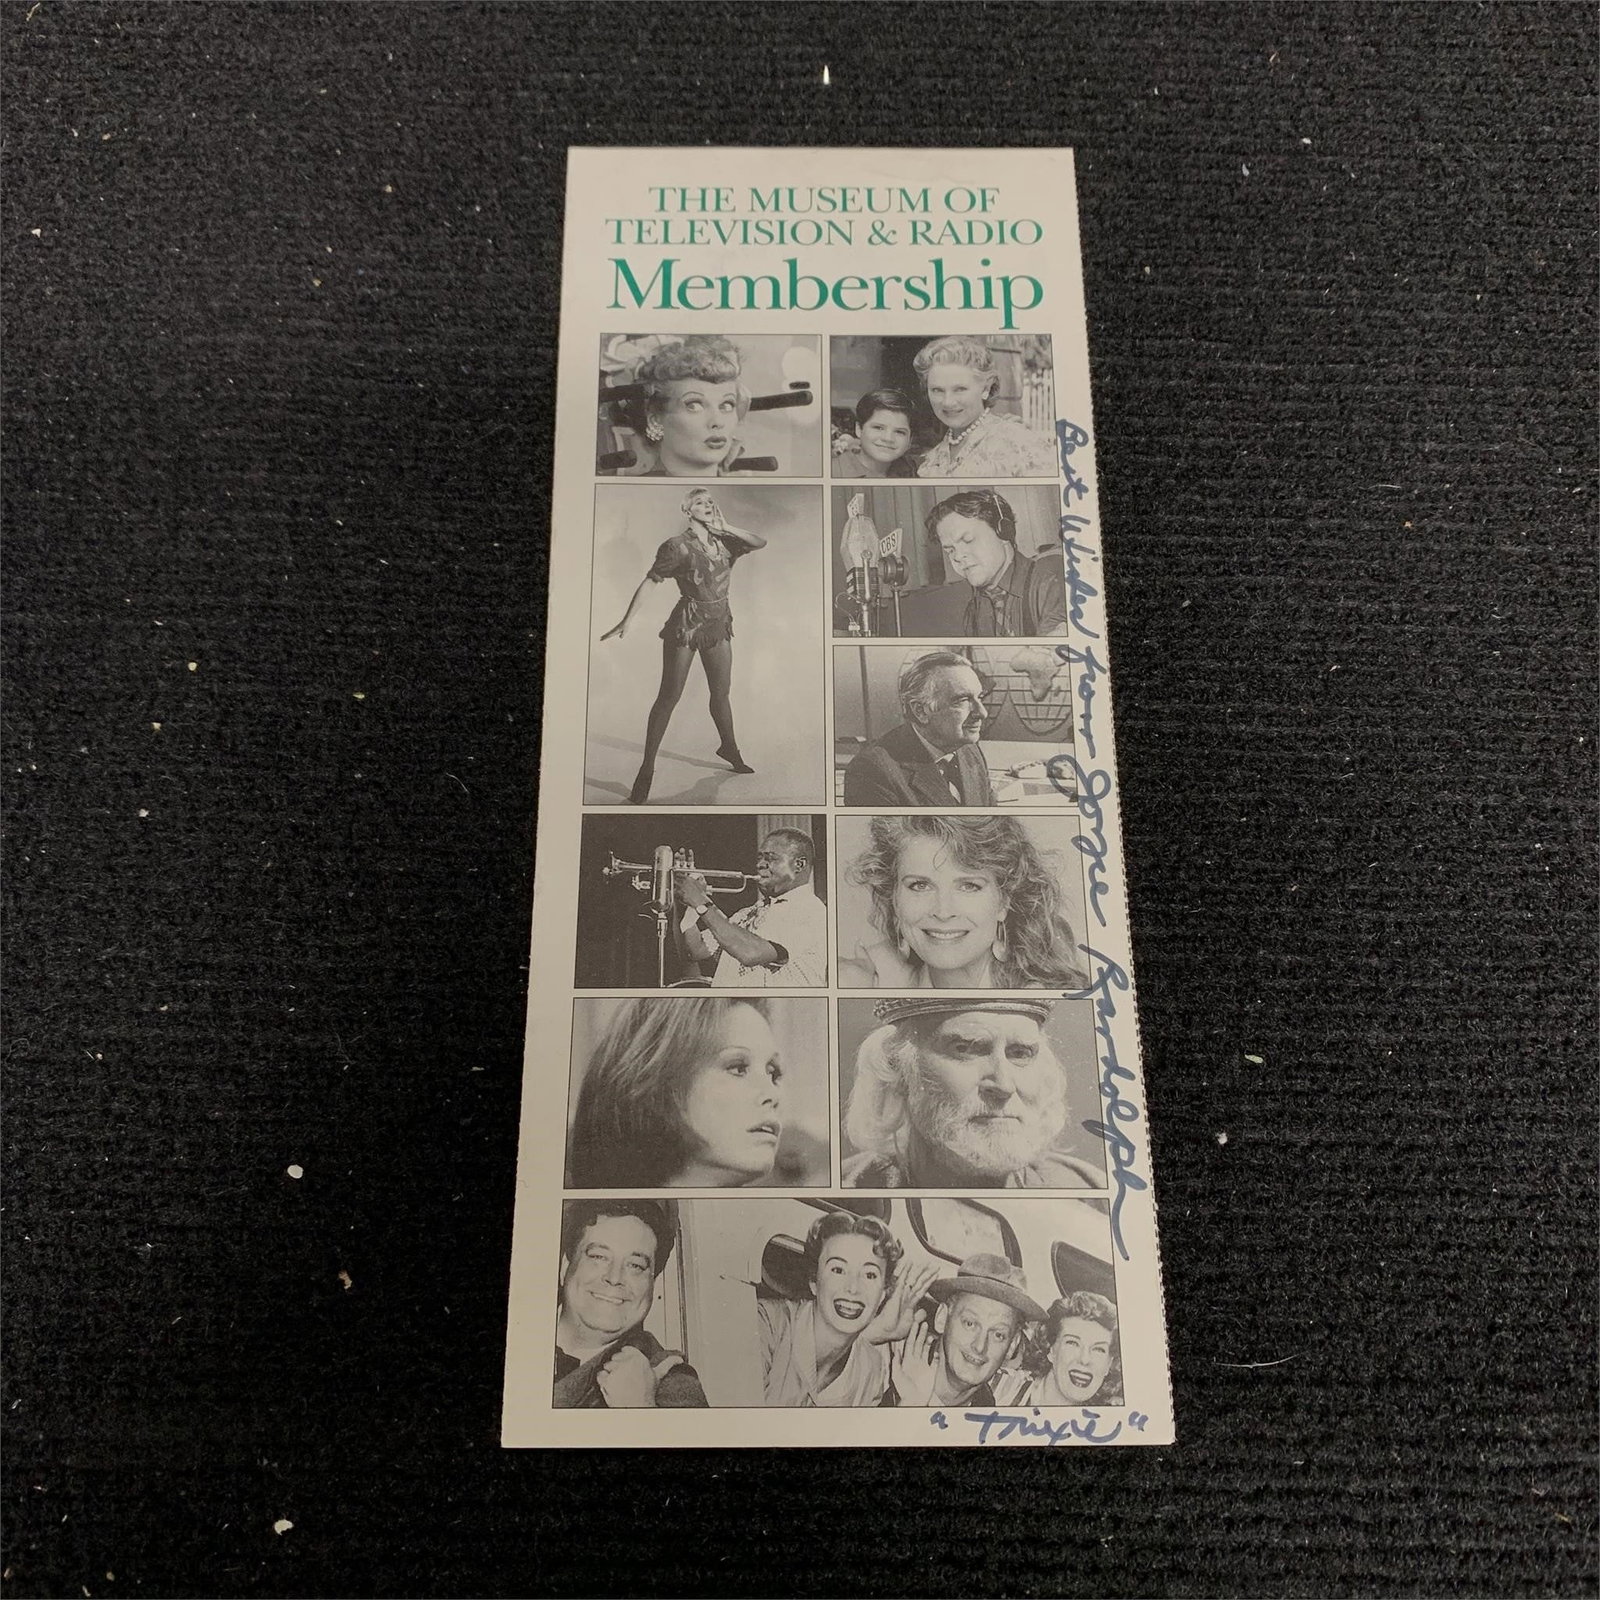 THE MUSEUM OF
TELEVISION & RADIO
Membership
CBS
Best Wishes from Joyce Randolph
"Trixie"